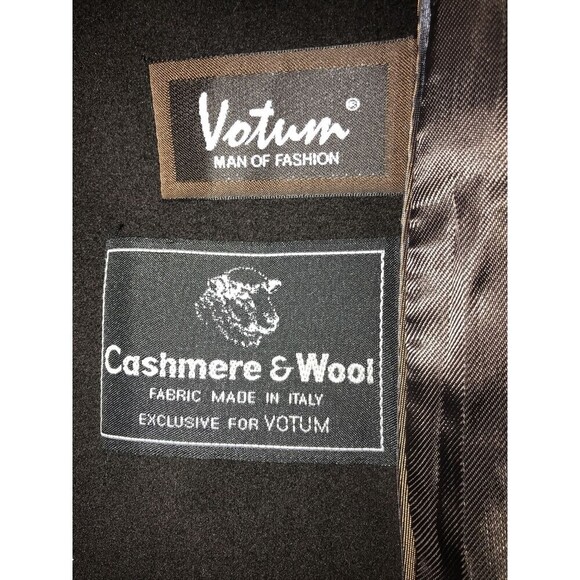 Votum®
MAN OF FASHION
Cashmere & Wool
FABRIC MADE IN ITALY
EXCLUSIVE FOR VOTUM